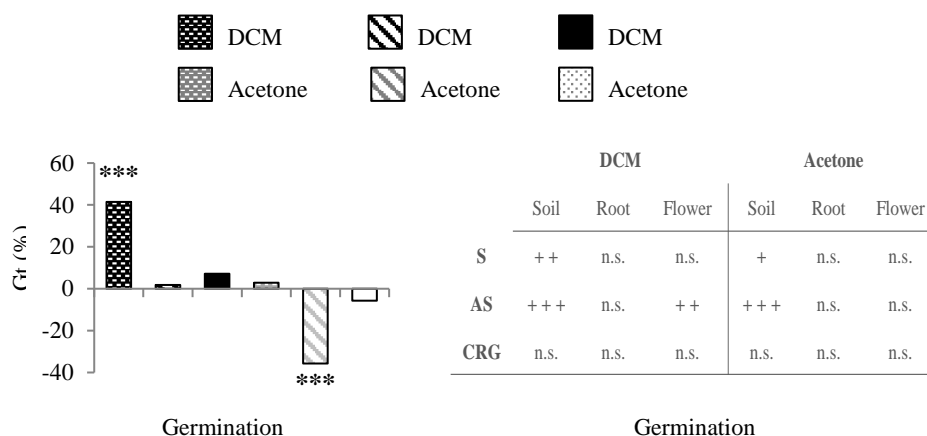 DCM DCM DCM
Acetone Acetone Acetone
60
40
20
0
-20
-40
Gt (%)
***
***
Germination
DCM Acetone
Soil Root Flower Soil Root Flower
S ++ n.s. n.s. + n.s. n.s.
AS +++ n.s. ++ +++ n.s. n.s.
CRG n.s. n.s. n.s. n.s. n.s. n.s.
Germination